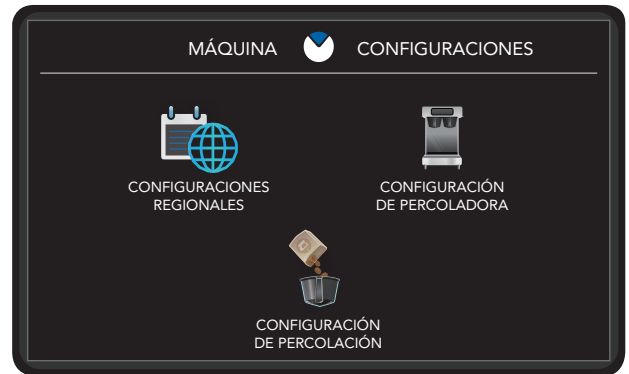 MÁQUINA CONFIGURACIONES
CONFIGURACIONES
REGIONALES
CONFIGURACIÓN
DE PERCOLADORA
CONFIGURACIÓN
DE PERCOLACIÓN